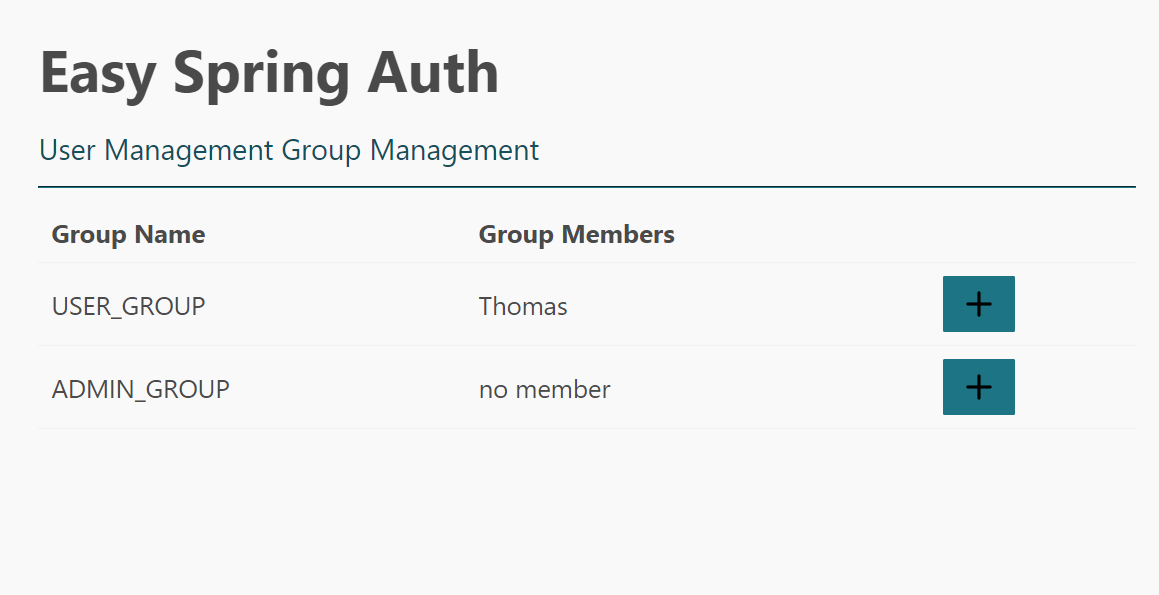 Easy Spring Auth
User Management Group Management
Group Name Group Members
USER_GROUP Thomas
ADMIN_GROUP no member